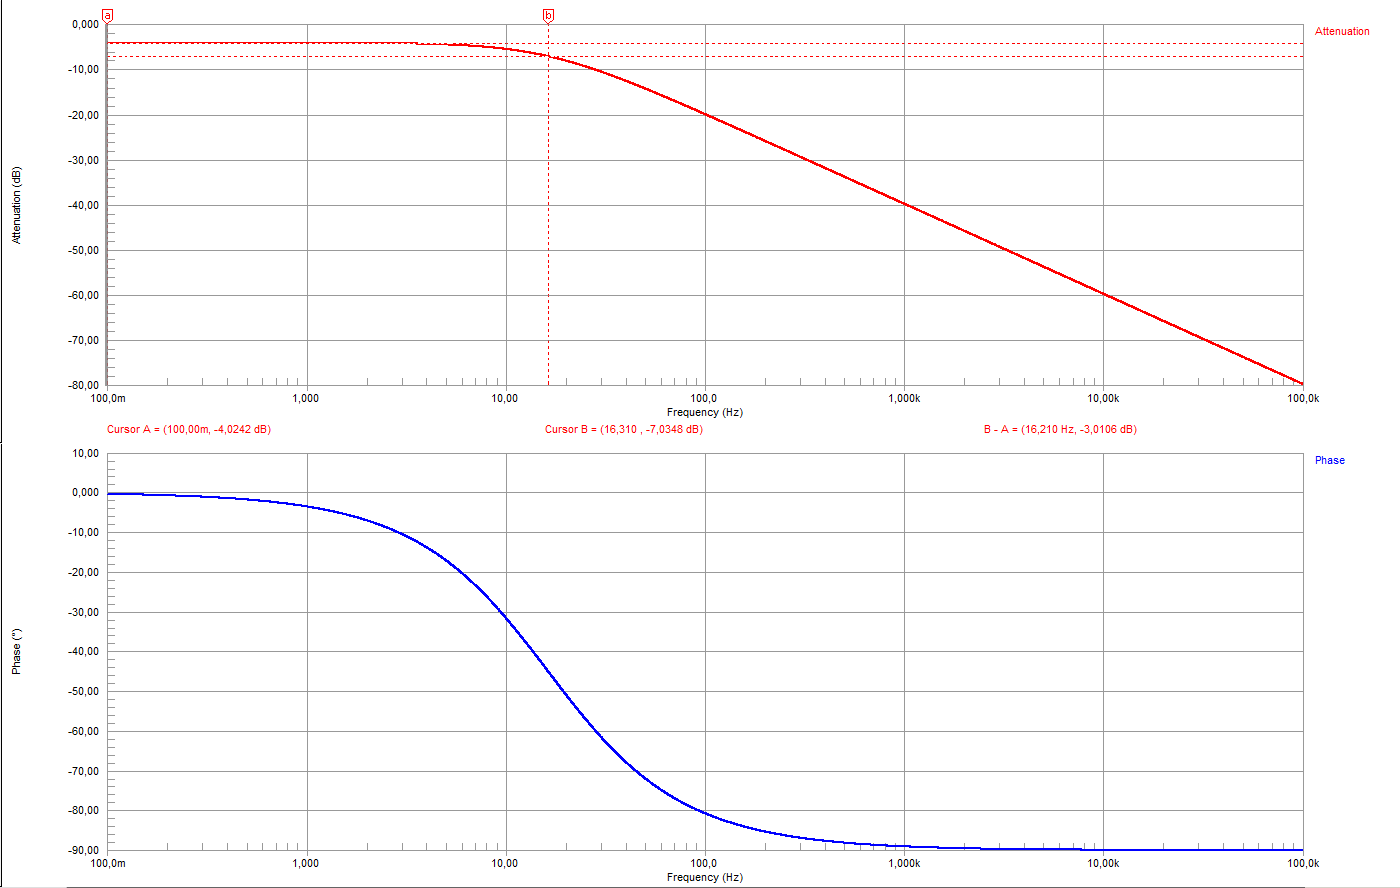 a b
Attenuation
0,000
-10,00
-20,00
-30,00
-40,00
-50,00
-60,00
-70,00
-80,00
Attenuation (dB)
100,0m 1,000 10,00 100,0 1,000k 10,00k 100,0k
Frequency (Hz)
Cursor A = (100,00m, -4,0242 dB) Cursor B = (16,310 , -7,0348 dB) B - A = (16,210 Hz, -3,0106 dB)
Phase
10,00
0,000
-10,00
-20,00
-30,00
-40,00
-50,00
-60,00
-70,00
-80,00
-90,00
Phase (°)
100,0m 1,000 10,00 100,0 1,000k 10,00k 100,0k
Frequency (Hz)